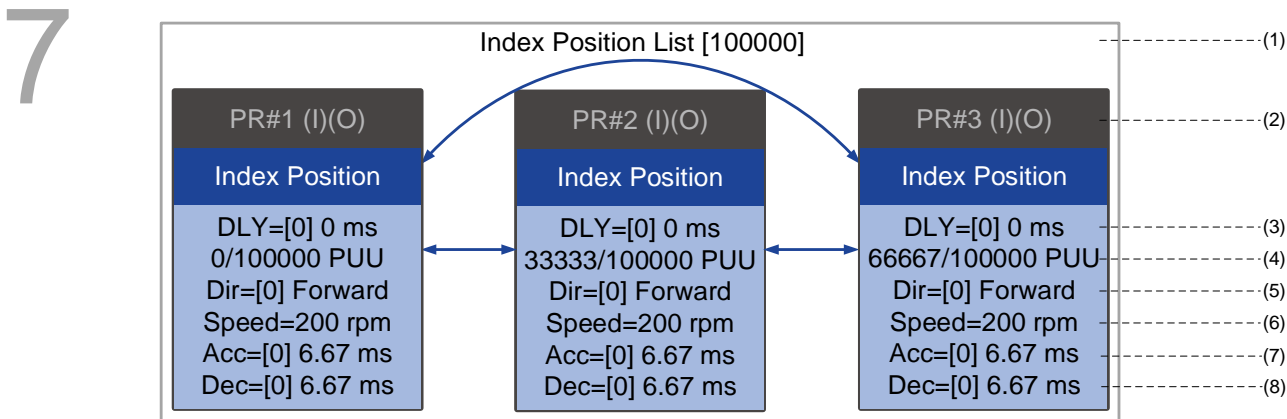 7
Index Position List [100000]
(1)
PR#1 (I)(O)
PR#2 (I)(O)
PR#3 (I)(O)
(2)
Index Position
Index Position
Index Position
DLY=[0] 0 ms
DLY=[0] 0 ms
DLY=[0] 0 ms
(3)
0/100000 PUU
33333/100000 PUU
66667/100000 PUU
(4)
Dir=[0] Forward
Dir=[0] Forward
Dir=[0] Forward
(5)
Speed=200 rpm
Speed=200 rpm
Speed=200 rpm
(6)
Acc=[0] 6.67 ms
Acc=[0] 6.67 ms
Acc=[0] 6.67 ms
(7)
Dec=[0] 6.67 ms
Dec=[0] 6.67 ms
Dec=[0] 6.67 ms
(8)